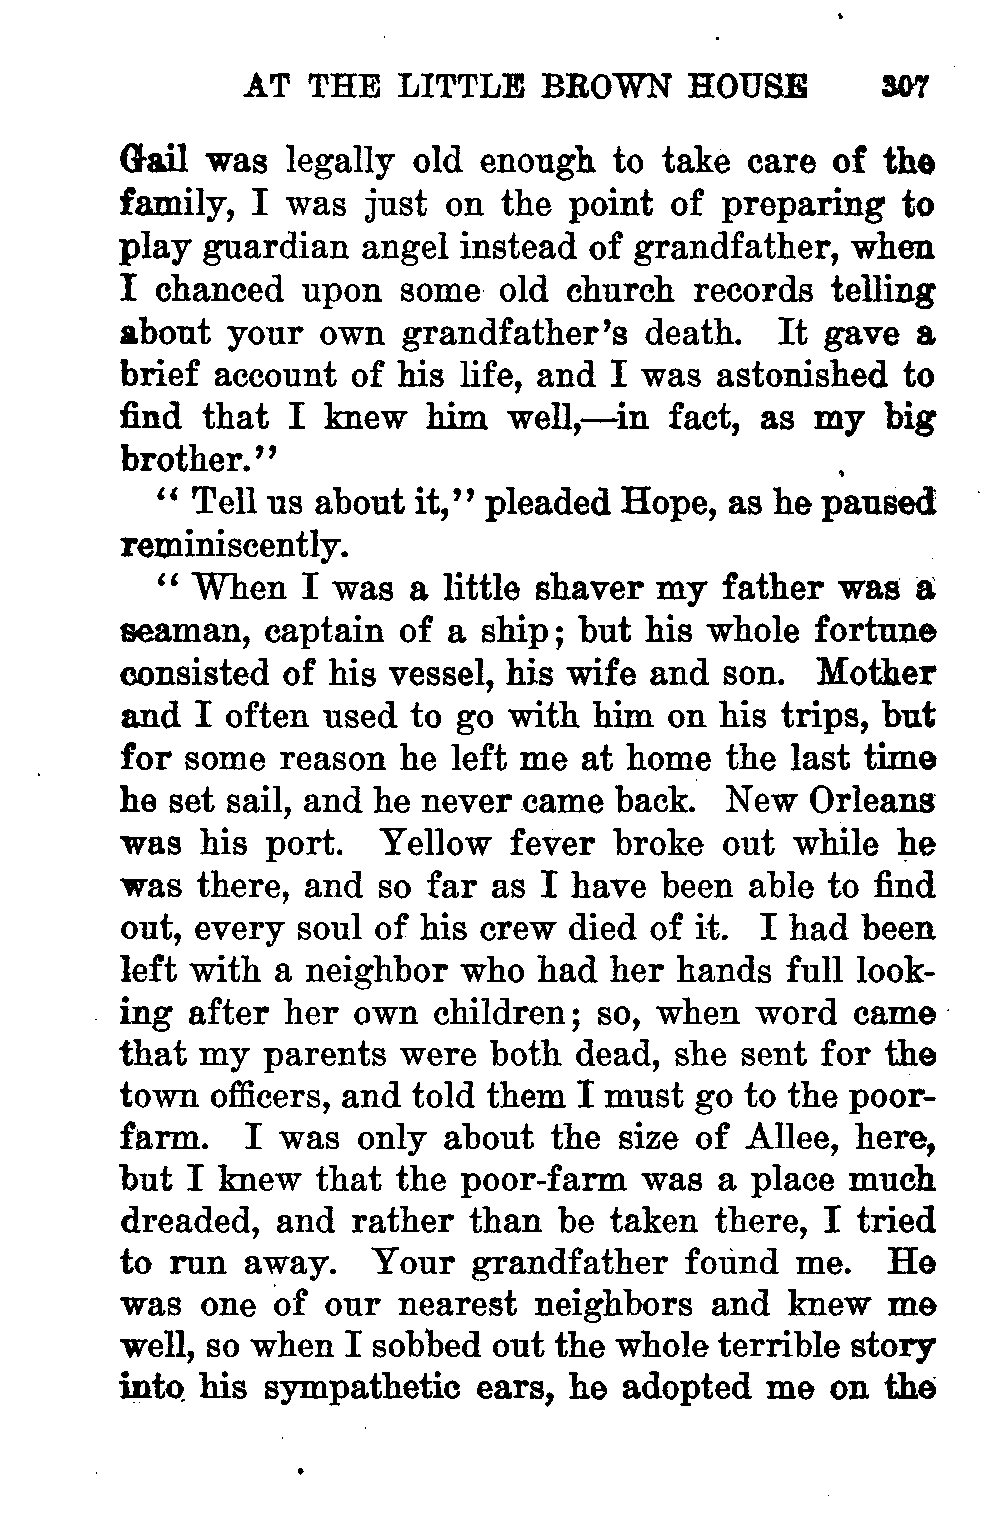 AT THE LITTLE BROWN HOUSE 307
Gail was legally old enough to take care of the
family, I was just on the point of preparing to
play guardian angel instead of grandfather, when
I chanced upon some old church records telling
about your own grandfather's death. It gave a
brief account of his life, and I was astonished to
find that I knew him well,—in fact, as my big
brother."
" Tell us about it," pleaded Hope, as he paused
reminiscently.
" When I was a little shaver my father was a
seaman, captain of a ship; but his whole fortune
consisted of his vessel, his wife and son. Mother
and I often used to go with him on his trips, but
for some reason he left me at home the last time
he set sail, and he never came back. New Orleans
was his port. Yellow fever broke out while he
was there, and so far as I have been able to find
out, every soul of his crew died of it. I had been
left with a neighbor who had her hands full look-
ing after her own children; so, when word came
that my parents were both dead, she sent for the
town officers, and told them I must go to the poor-
farm. I was only about the size of Allee, here,
but I knew that the poor-farm was a place much
dreaded, and rather than be taken there, I tried
to run away. Your grandfather found me. He
was one of our nearest neighbors and knew me
well, so when I sobbed out the whole terrible story
into his sympathetic ears, he adopted me on the